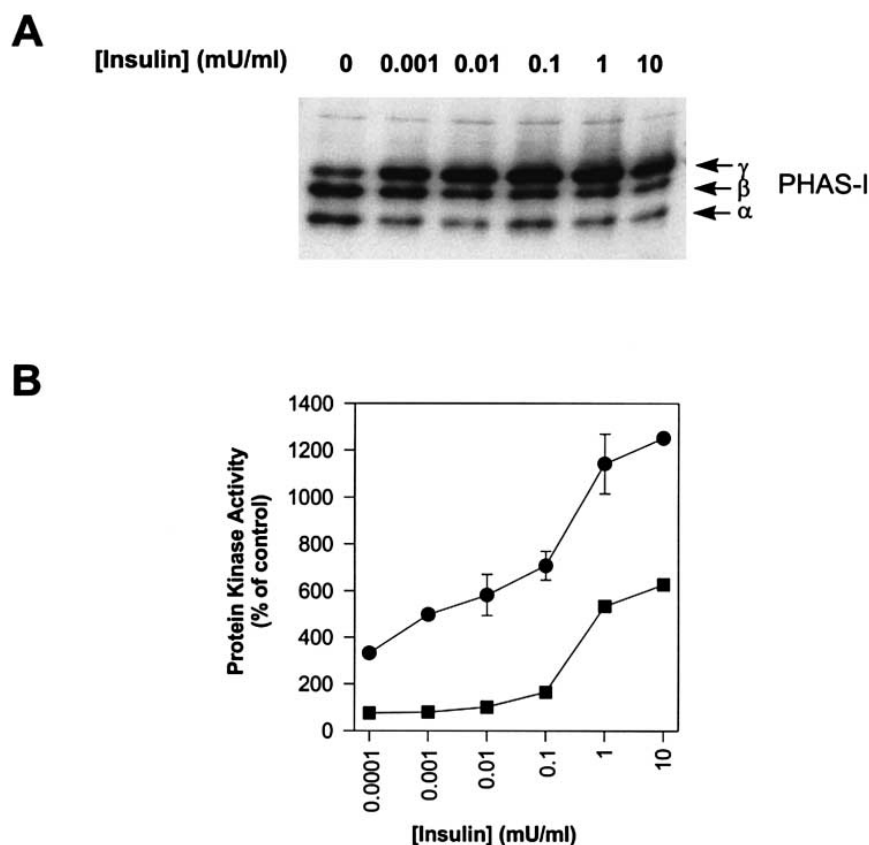 A
[Insulin] (mU/ml) 0 0.001 0.01 0.1 1 10
γ
β PHAS-I
α
B
1400
1200
1000
800
600
400
200
0
Protein Kinase Activity
(% of control)
0.0001 0.001 0.01 0.1 1 10
[Insulin] (mU/ml)